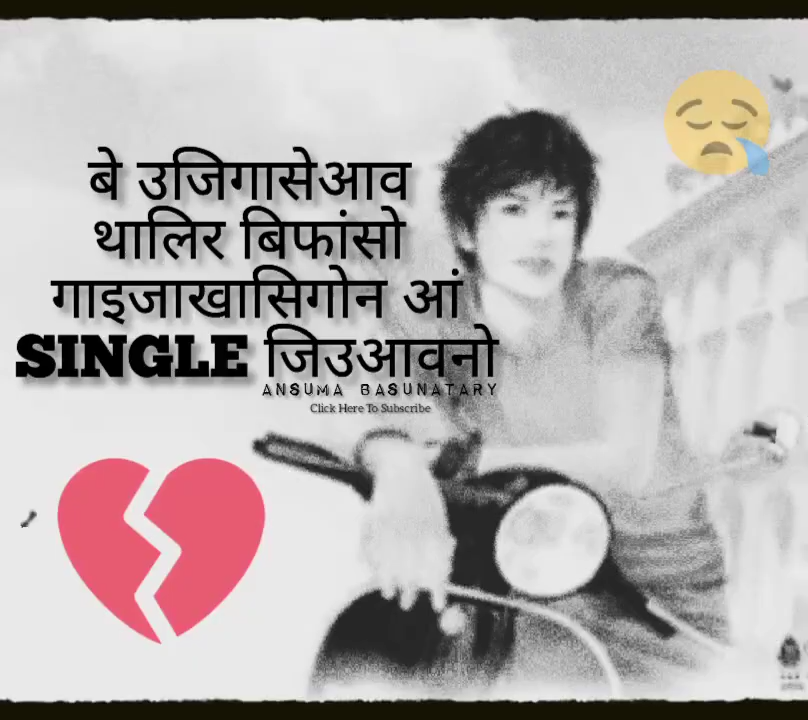 बे उजिगासेआव
थालिर बिफांसो
गाइजाखासिगोन आं
SINGLE जिउआवनो
ANSUMA BASUNATARY
Click Here To Subscribe